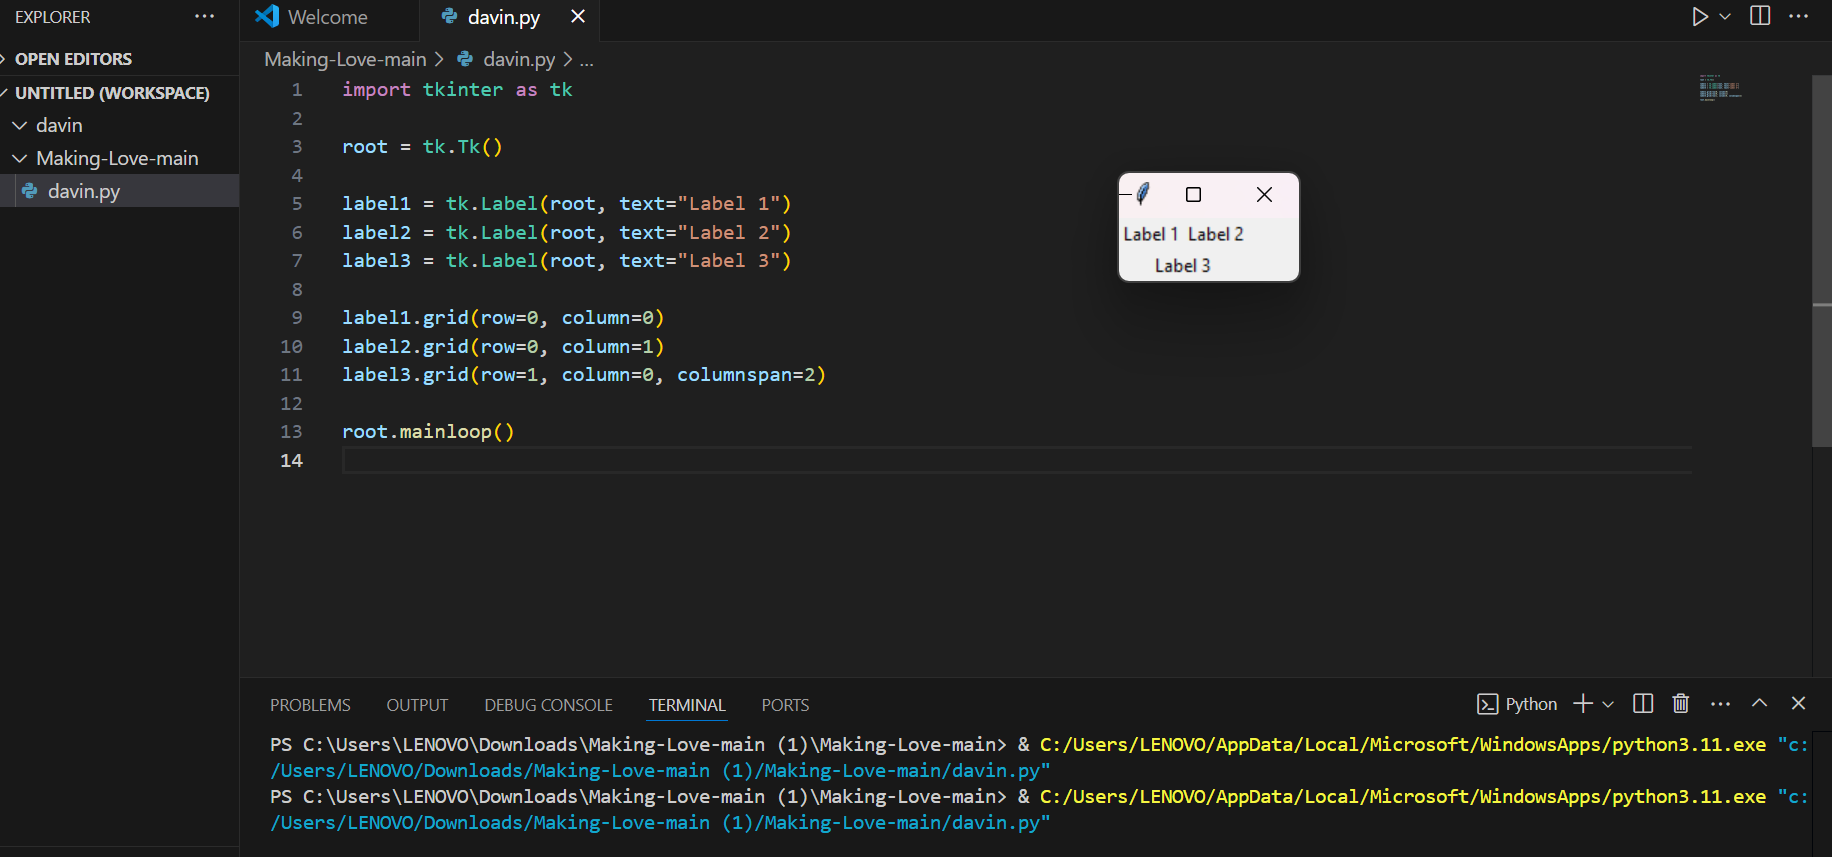 EXPLORER
OPEN EDITORS
UNTITLED (WORKSPACE)
davin
Making-Love-main
davin.py
Welcome
davin.py
Making-Love-main > davin.py > ...
1 import tkinter as tk
2
3 root = tk.Tk()
4
5 label1 = tk.Label(root, text="Label 1")
6 label2 = tk.Label(root, text="Label 2")
7 label3 = tk.Label(root, text="Label 3")
8
9 label1.grid(row=0, column=0)
10 label2.grid(row=0, column=1)
11 label3.grid(row=1, column=0, columnspan=2)
12
13 root.mainloop()
14
Label 1 Label 2
Label 3
PROBLEMS OUTPUT DEBUG CONSOLE TERMINAL PORTS
Python
PS C:\Users\LENOVO\Downloads\Making-Love-main (1)\Making-Love-main> & C:/Users/LENOVO/AppData/Local/Microsoft/WindowsApps/python3.11.exe "c:
/Users/LENOVO/Downloads/Making-Love-main (1)/Making-Love-main/davin.py"
PS C:\Users\LENOVO\Downloads\Making-Love-main (1)\Making-Love-main> & C:/Users/LENOVO/AppData/Local/Microsoft/WindowsApps/python3.11.exe "c:
/Users/LENOVO/Downloads/Making-Love-main (1)/Making-Love-main/davin.py"